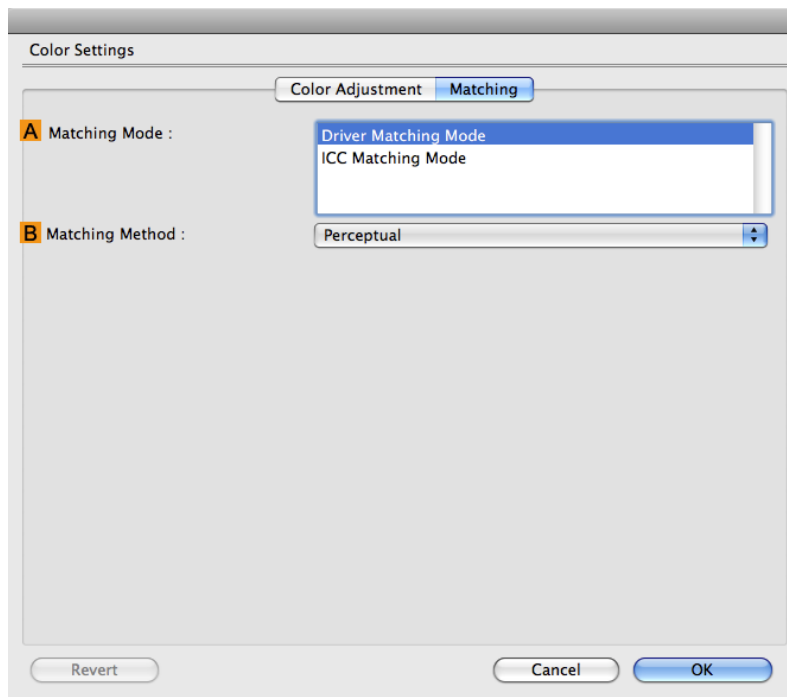 Color Settings
Color Adjustment Matching
A Matching Mode : Driver Matching Mode
ICC Matching Mode
B Matching Method : Perceptual
Revert Cancel OK